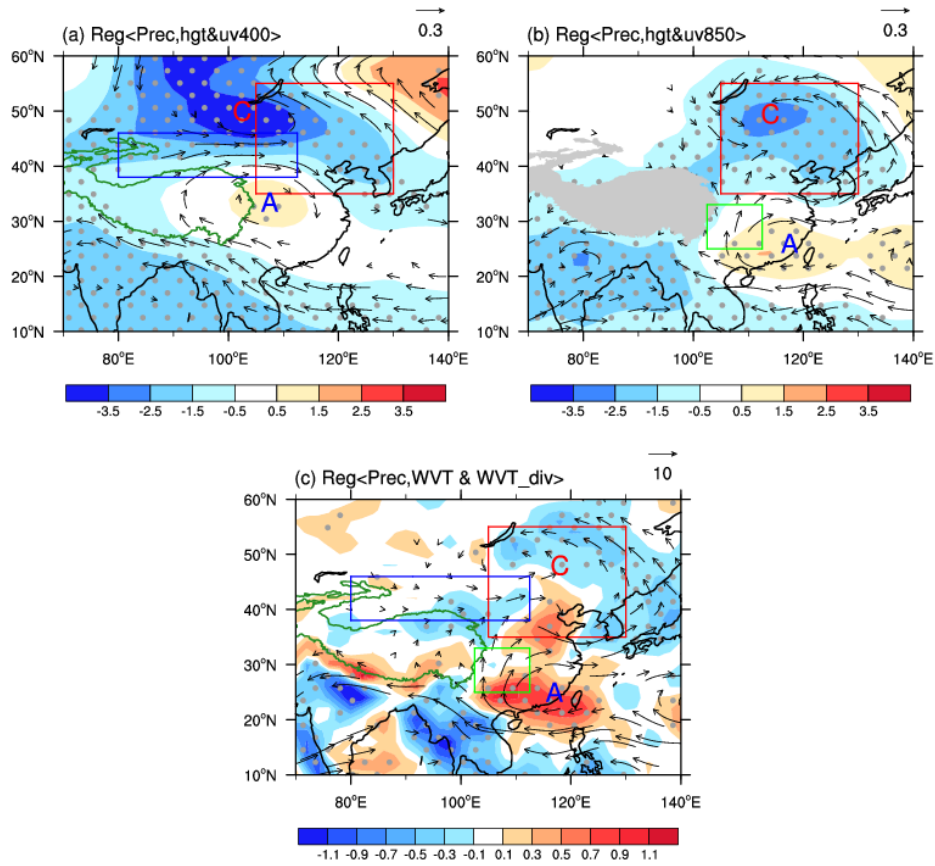 (a) Reg<Prec,hgt&uv400>
0.3
60°N
50°N
40°N
30°N
20°N
10°N
C
A
80°E
100°E
120°E
140°E
-3.5 -2.5 -1.5 -0.5 0.5 1.5 2.5 3.5
(b) Reg<Prec,hgt&uv850>
0.3
60°N
50°N
40°N
30°N
20°N
10°N
C
A
80°E
100°E
120°E
140°E
-3.5 -2.5 -1.5 -0.5 0.5 1.5 2.5 3.5
(c) Reg<Prec,WVT & WVT_div>
10
60°N
50°N
40°N
30°N
20°N
10°N
C
A
80°E
100°E
120°E
140°E
-1.1 -0.9 -0.7 -0.5 -0.3 -0.1 0.1 0.3 0.5 0.7 0.9 1.1